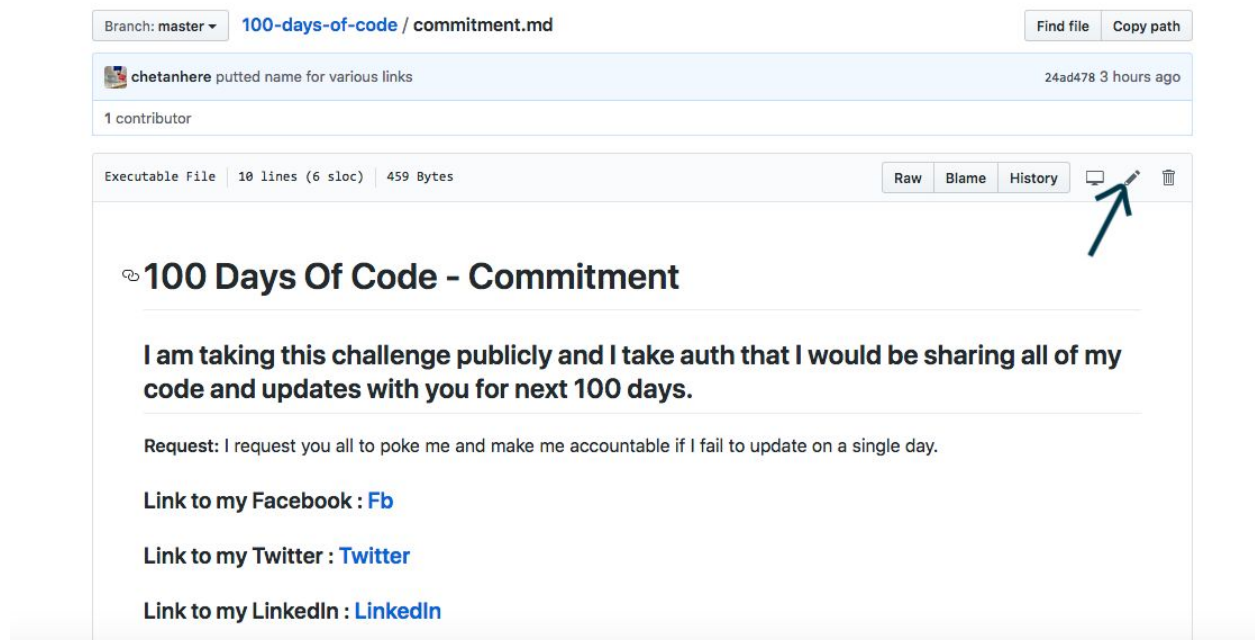 Branch: master
100-days-of-code / commitment.md
Find file
Copy path
chetanhere putted name for various links
24ad478 3 hours ago
1 contributor
Executable File
10 lines (6 sloc)
459 Bytes
Raw
Blame
History
100 Days Of Code - Commitment
I am taking this challenge publicly and I take auth that I would be sharing all of my
code and updates with you for next 100 days.
Request: I request you all to poke me and make me accountable if I fail to update on a single day.
Link to my Facebook : Fb
Link to my Twitter : Twitter
Link to my LinkedIn : LinkedIn